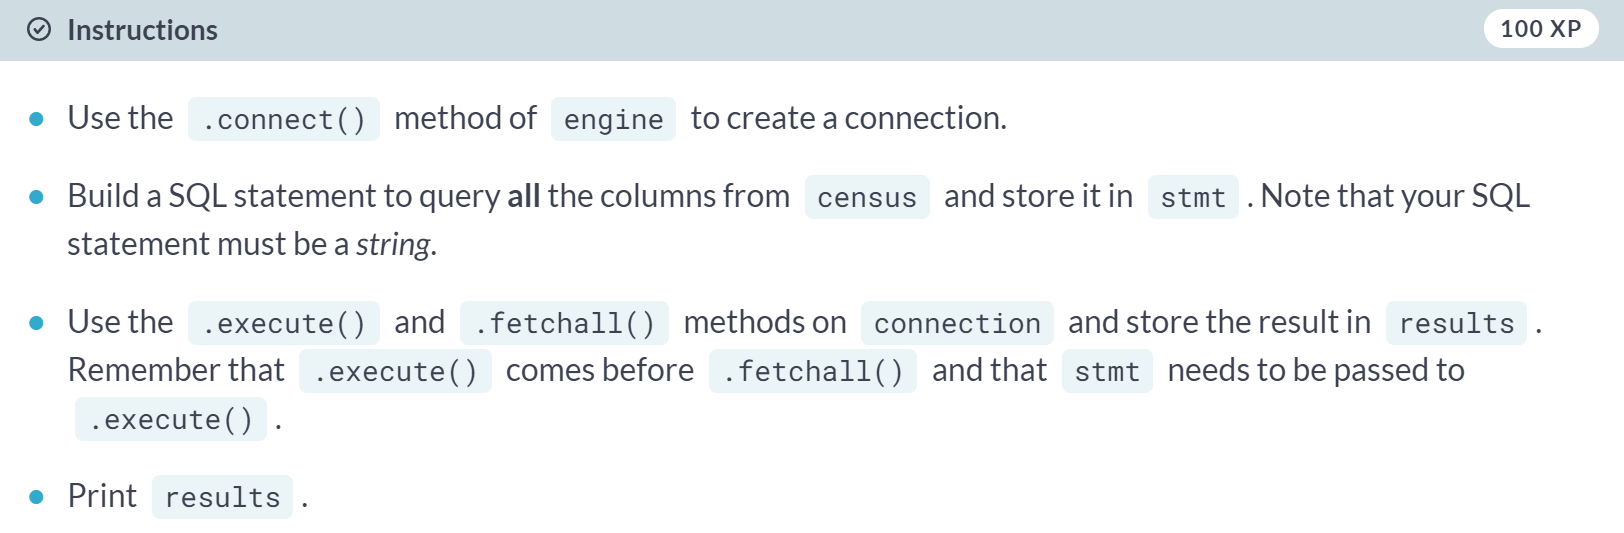 Instructions 100 XP
Use the .connect() method of engine to create a connection.
Build a SQL statement to query all the columns from census and store it in stmt . Note that your SQL
statement must be a string.
Use the .execute() and .fetchall() methods on connection and store the result in results .
Remember that .execute() comes before .fetchall() and that stmt needs to be passed to
.execute() .
Print results .